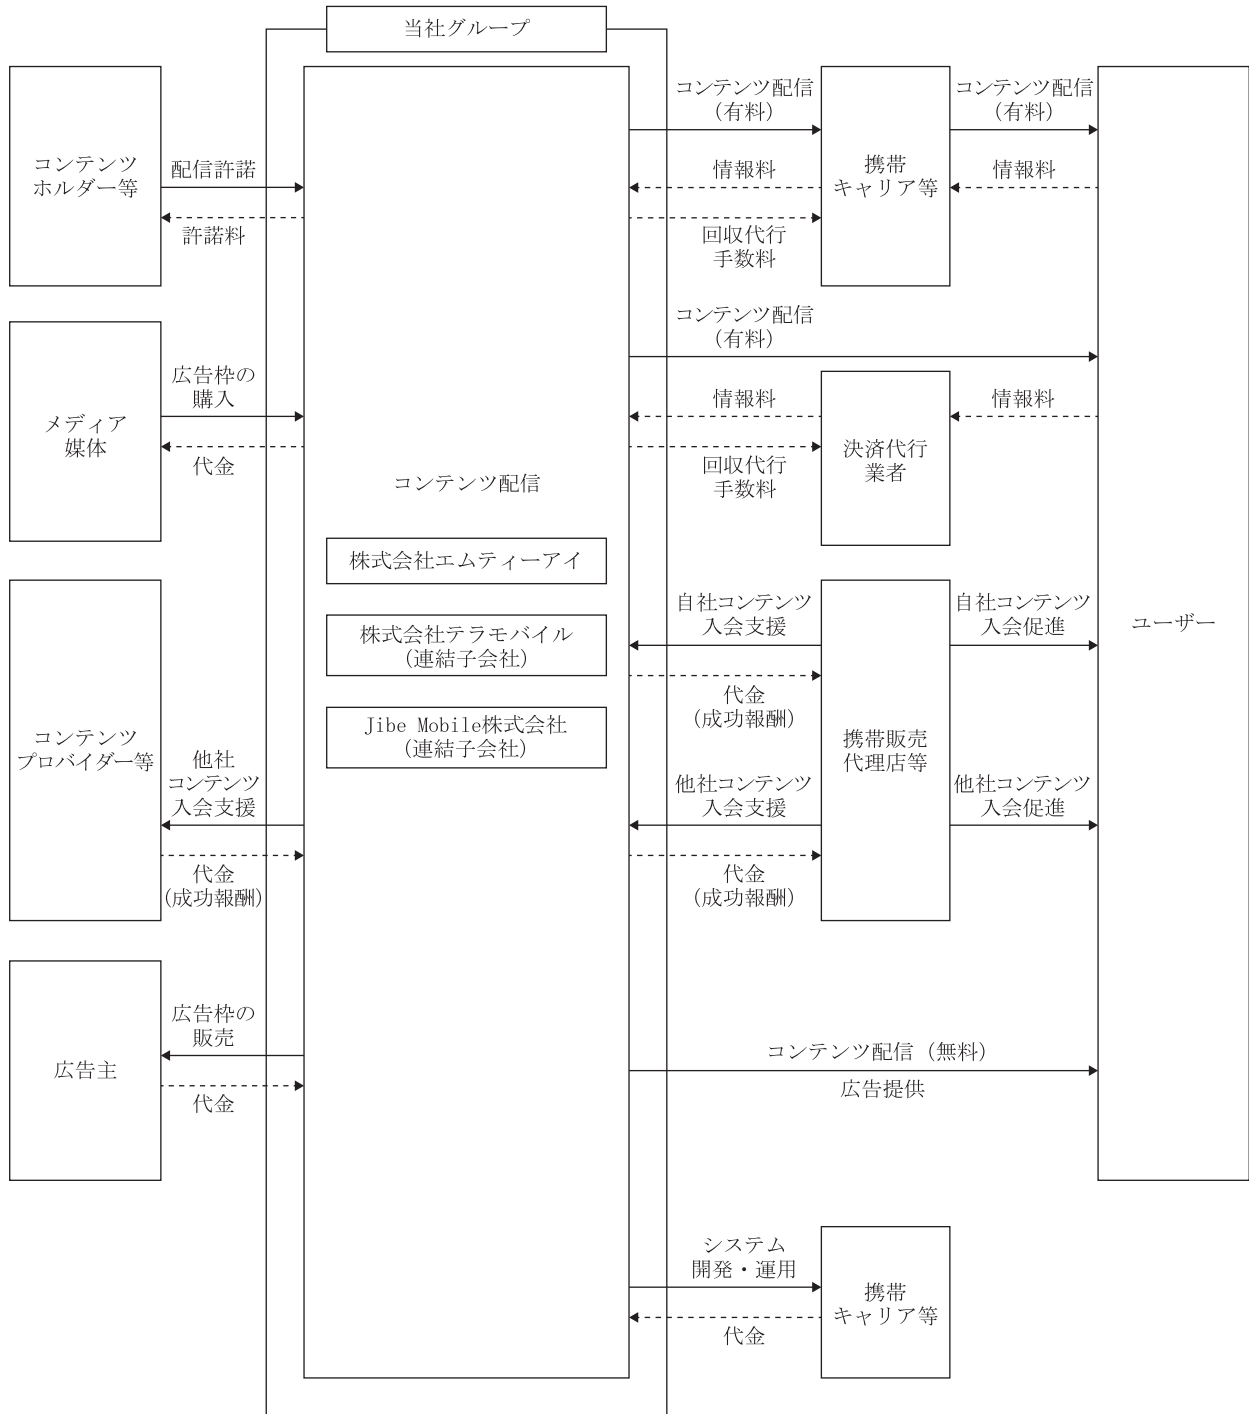 当社グループ
コンテンツ
ホルダー等
配信許諾
許諾料
メディア
媒体
広告枠の
購入
代金
コンテンツ
プロバイダー等
他社
コンテンツ
入会支援
代金
(成功報酬)
広告主
広告枠の
販売
代金
コンテンツ配信
株式会社エムティーアイ
株式会社テラモバイル
(連結子会社)
Jibe Mobile株式会社
(連結子会社)
コンテンツ配信
(有料)
情報料
回収代行
手数料
携帯
キャリア等
コンテンツ配信
(有料)
情報料
コンテンツ配信
(有料)
情報料
回収代行
手数料
決済代行
業者
情報料
自社コンテンツ
入会支援
代金
(成功報酬)
他社コンテンツ
入会支援
代金
(成功報酬)
携帯販売
代理店等
自社コンテンツ
入会促進
他社コンテンツ
入会促進
コンテンツ配信（無料）
広告提供
システム
開発・運用
代金
携帯
キャリア等
ユーザー